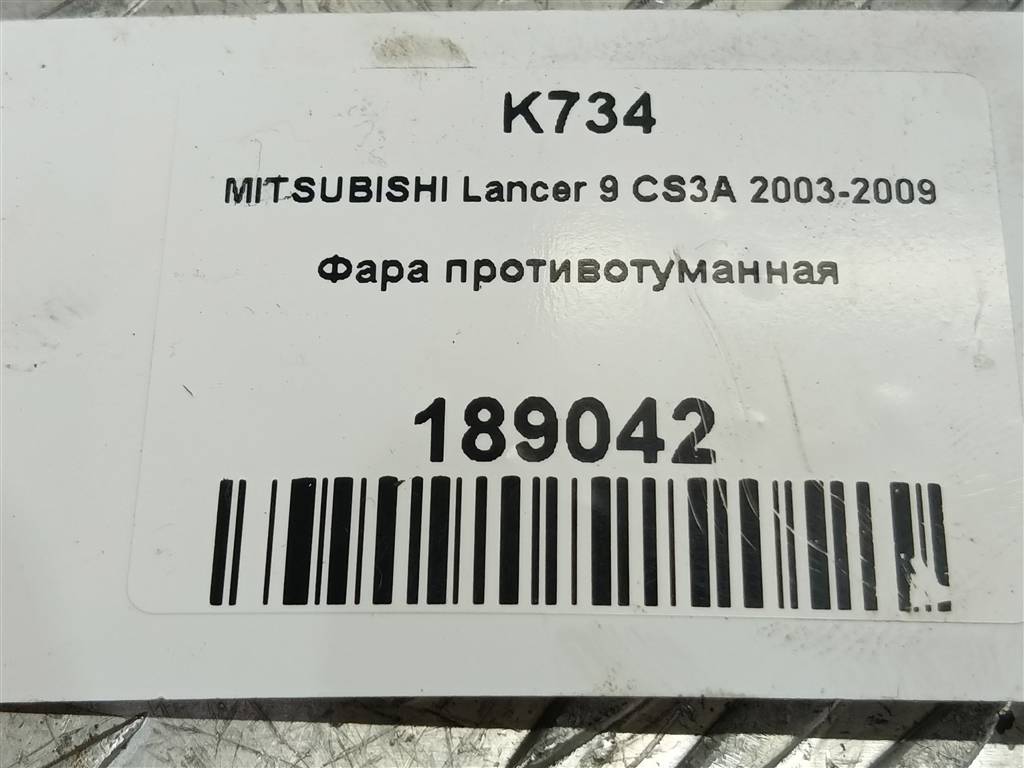 K734
MITSUBISHI Lancer 9 CS3A 2003-2009
Фара противотуманная
189042